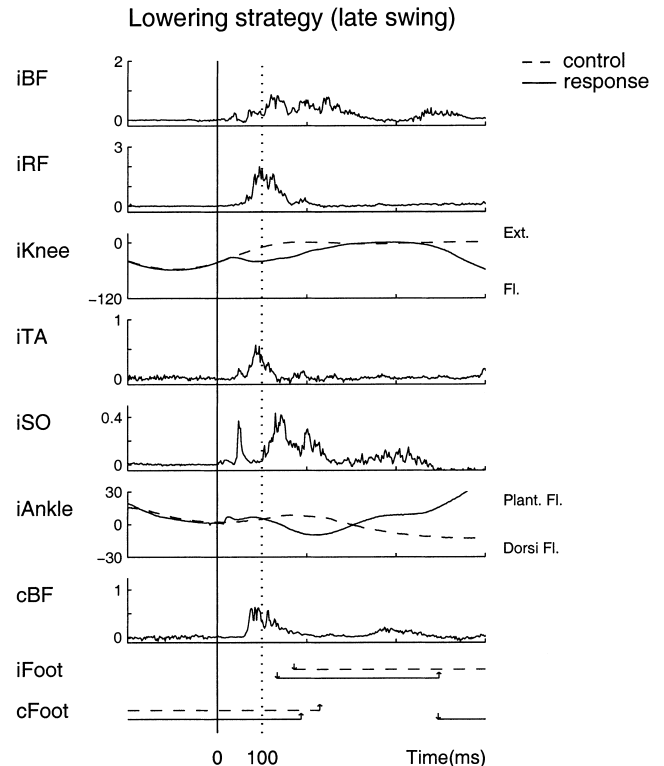 Lowering strategy (late swing)
control
response
iBF
2
0
iRF
3
0
iKnee
0
−120
Ext.
Fl.
iTA
1
0
iSO
0.4
0
iAnkle
30
0
−30
Plant. Fl.
Dorsi Fl.
cBF
1
0
iFoot
cFoot
0 100 Time(ms)